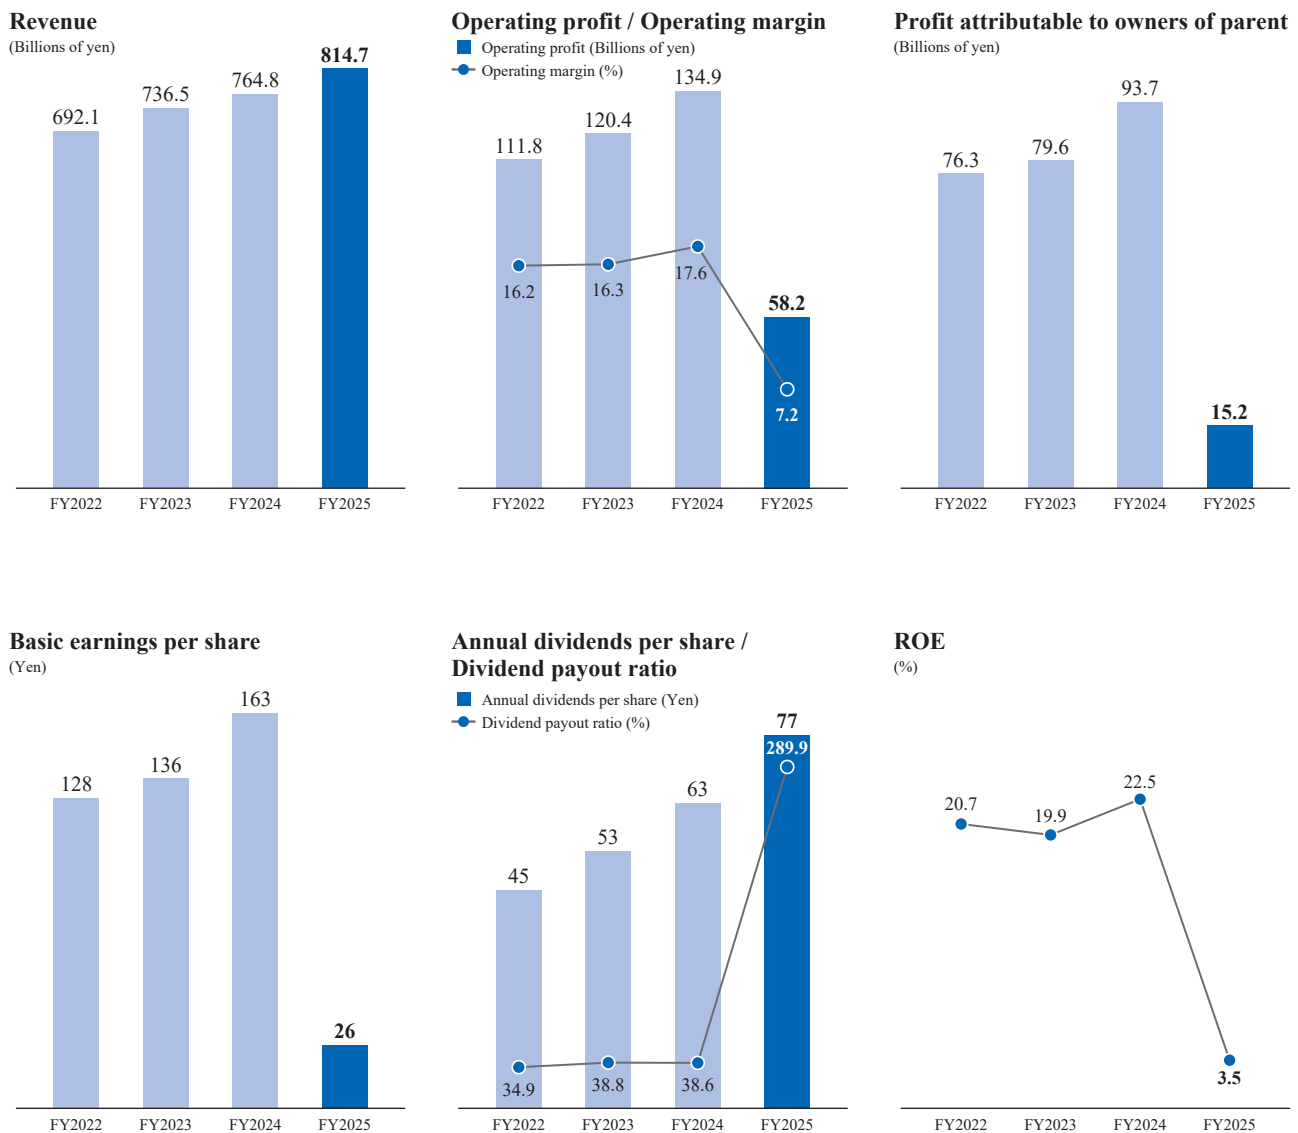 Revenue
(Billions of yen)
692.1
736.5
764.8
814.7
FY2022
FY2023
FY2024
FY2025
Operating profit / Operating margin
Operating profit (Billions of yen)
Operating margin (%)
111.8
120.4
134.9
58.2
16.2
16.3
17.6
7.2
FY2022
FY2023
FY2024
FY2025
Profit attributable to owners of parent
(Billions of yen)
76.3
79.6
93.7
15.2
FY2022
FY2023
FY2024
FY2025
Basic earnings per share
(Yen)
128
136
163
26
FY2022
FY2023
FY2024
FY2025
Annual dividends per share /
Dividend payout ratio
Annual dividends per share (Yen)
Dividend payout ratio (%)
45
53
63
77
289.9
34.9
38.8
38.6
FY2022
FY2023
FY2024
FY2025
ROE
(%)
20.7
19.9
22.5
3.5
FY2022
FY2023
FY2024
FY2025